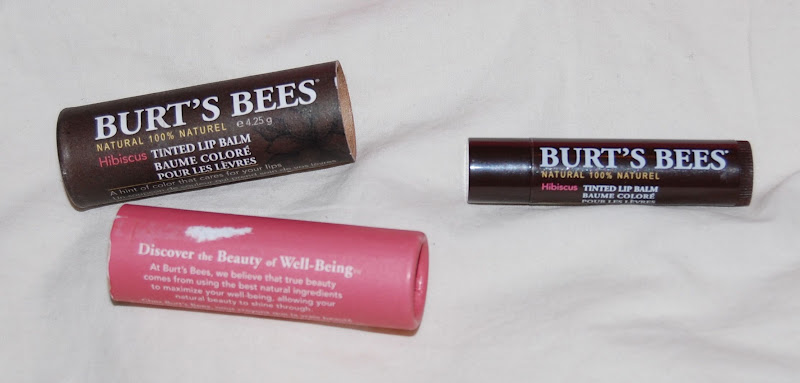 BURT'S BEES
NATURAL 100% NATUREL e 4.25 g
Hibiscus TINTED LIP BALM
BAUME COLORÉ
POUR LES LÈVRES
A hint of color that cares for your lips
Discover the Beauty of Well-Being
At Burt's Bees, we believe that true beauty
comes from using the best natural ingredients
to maximize your well-being, allowing your
natural beauty to shine through.
BURT'S BEES
NATURAL 100% NATUREL
Hibiscus TINTED LIP BALM
BAUME COLORÉ
POUR LES LÈVRES